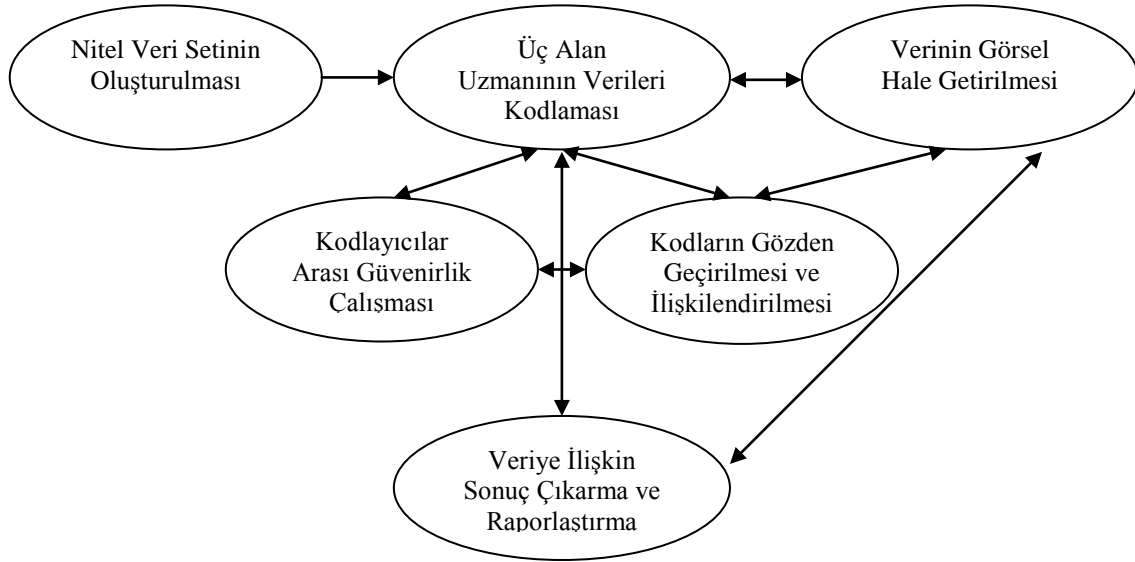 Nitel Veri Setinin
Oluşturulması
Üç Alan
Uzmanının Verileri
Kodlaması
Verinin Görsel
Hale Getirilmesi
Kodlayıcılar
Arası Güvenirlik
Çalışması
Kodların Gözden
Geçirilmesi ve
İlişkilendirilmesi
Veriye İlişkin
Sonuç Çıkarma ve
Raporlaştırma